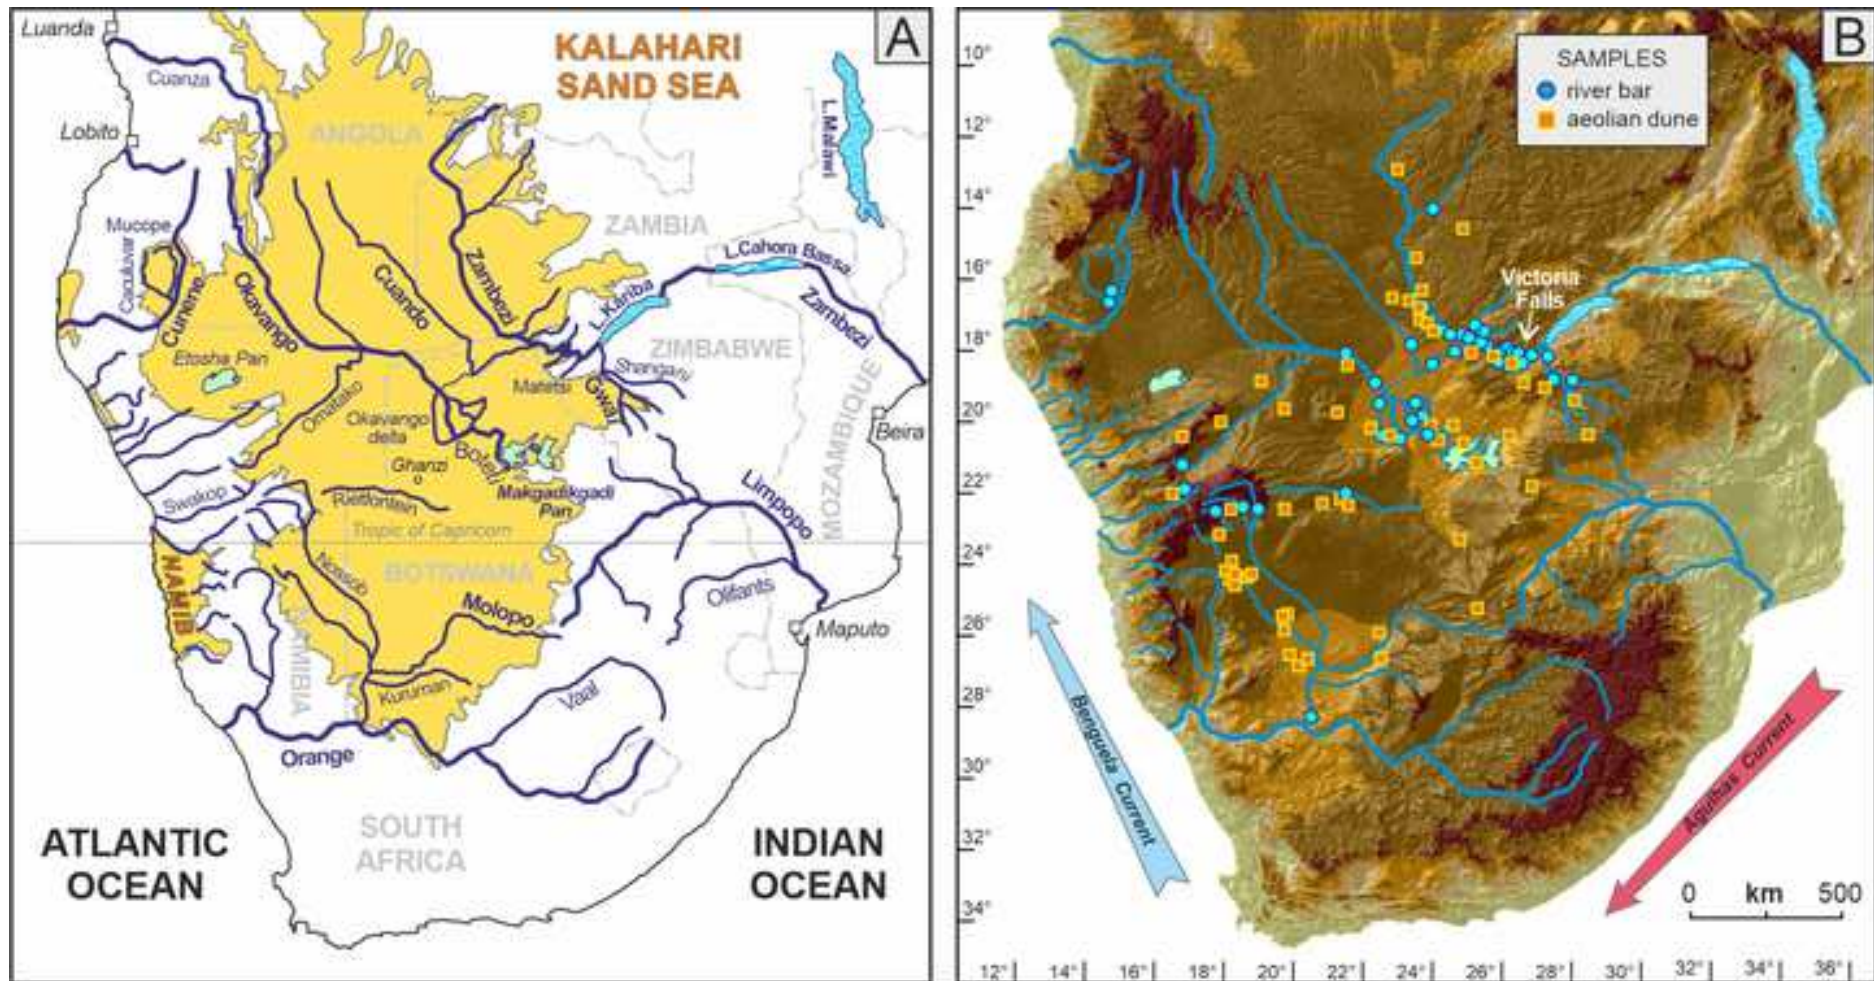 Luanda
KALAHARI
SAND SEA
A
Cuanza
L.Malawi
Lobito
ANGOLA
ZAMBIA
Mucope
Caculuvar
L.Cahora Bassa
Zambezi
Cuando
Okavango
Cunene
L.Kariba
Zambezi
ZIMBABWE
Etosha Pan
Shangani
Matetsi
Gwai
Omatako
Okavango
delta
Beira
Boteti
Ghanzi
MOZAMBIQUE
Limpopo
Makgadikgadi
Pan
Swakop
Rietfontein
Tropic of Capricorn
NAMIB
Nossob
BOTSWANA
Olifants
Molopo
Maputo
NAMIBIA
Kuruman
Vaal
Orange
SOUTH
AFRICA
ATLANTIC
OCEAN
INDIAN
OCEAN
B
SAMPLES
river bar
aeolian dune
10°
12°
14°
16°
18°
20°
22°
24°
26°
28°
30°
32°
34°
Victoria
Falls
Benguela Current
Agulhas Current
0 km 500
12° 14° 16° 18° 20° 22° 24° 26° 28° 30° 32° 34° 36°